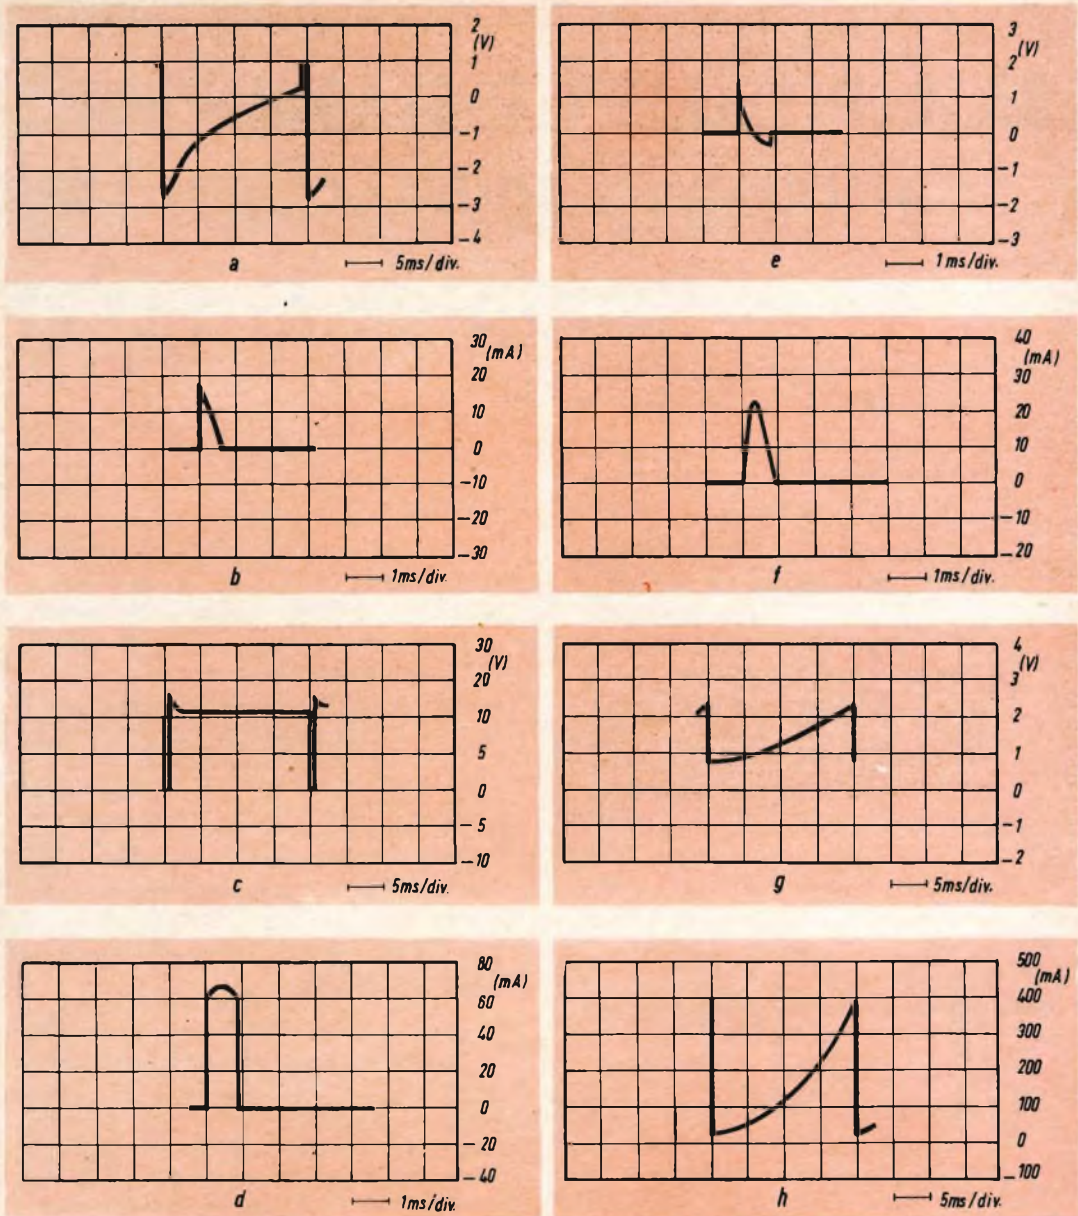 2
(V)
1
0
-1
-2
-3
-4
a
5ms/div.
3
(V)
2
1
0
-1
-2
-3
e
1ms/div.
30
(mA)
20
10
0
-10
-20
-30
b
1ms/div.
40
(mA)
30
20
10
0
-10
-20
f
1ms/div.
30
(V)
20
10
5
0
-5
-10
c
5ms/div.
4
(V)
3
2
1
0
-1
-2
g
5ms/div.
80
(mA)
60
40
20
0
-20
-40
d
1ms/div.
500
(mA)
400
300
200
100
0
-100
h
5ms/div.